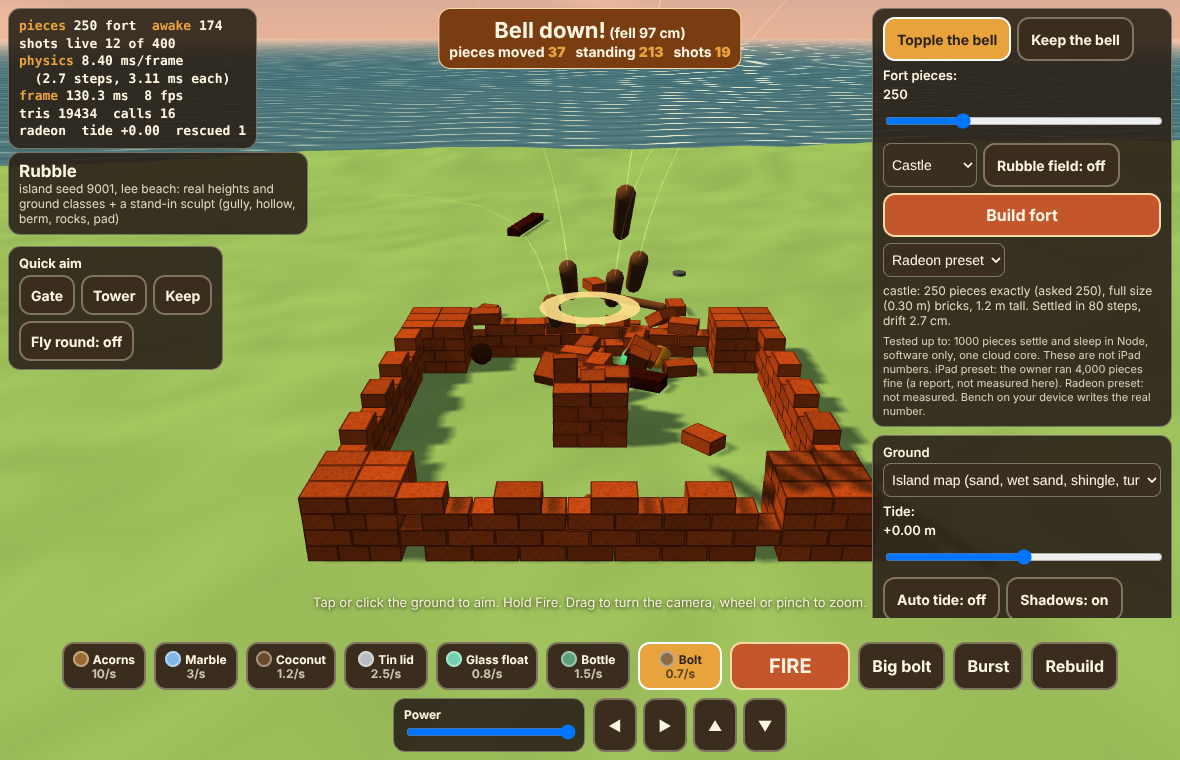 pieces 250 fort awake 174
shots live 12 of 400
physics 8.40 ms/frame
(2.7 steps, 3.11 ms each)
frame 130.3 ms 8 fps
tris 19434 calls 16
radeon tide +0.00 rescued 1
Rubble
island seed 9001, lee beach: real heights and
ground classes + a stand-in sculpt (gully, hollow,
berm, rocks, pad)
Quick aim
Gate
Tower
Keep
Fly round: off
Bell down! (fell 97 cm)
pieces moved 37 standing 213 shots 19
Topple the bell
Keep the bell
Fort pieces:
250
Castle
Rubble field: off
Build fort
Radeon preset
castle: 250 pieces exactly (asked 250), full size
(0.30 m) bricks, 1.2 m tall. Settled in 80 steps,
drift 2.7 cm.
Tested up to: 1000 pieces settle and sleep in Node,
software only, one cloud core. These are not iPad
numbers. iPad preset: the owner ran 4,000 pieces
fine (a report, not measured here). Radeon preset:
not measured. Bench on your device writes the real
number.
Ground
Island map (sand, wet sand, shingle, tur
Tide:
+0.00 m
Auto tide: off
Shadows: on
Tap or click the ground to aim. Hold Fire. Drag to turn the camera, wheel or pinch to zoom.
Acorns
10/s
Marble
3/s
Coconut
1.2/s
Tin lid
2.5/s
Glass float
0.8/s
Bottle
1.5/s
Bolt
0.7/s
FIRE
Big bolt
Burst
Rebuild
Power